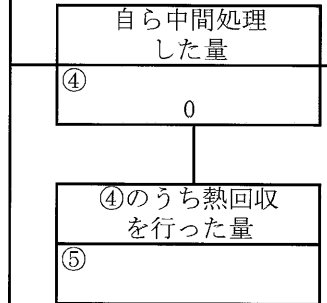 自ら中間処理
した量
④
0
④のうち熱回収
を行った量
⑤